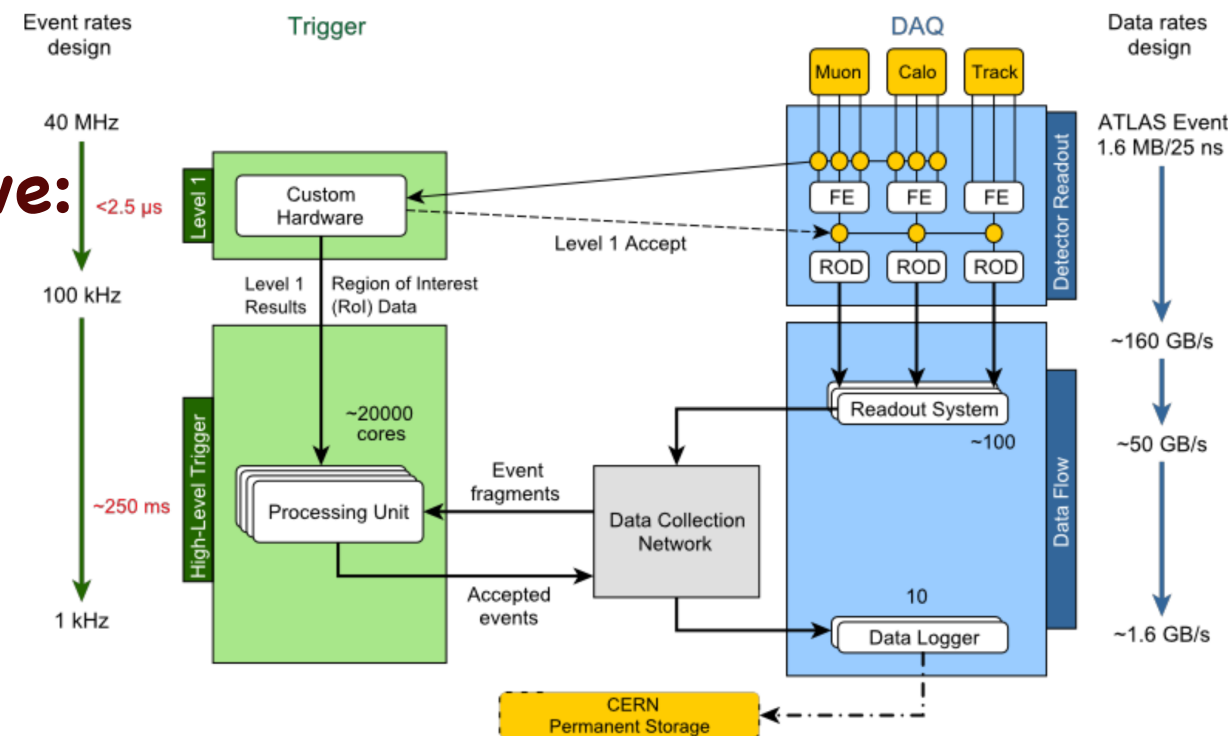 Event rates
design
Trigger
DAQ
Data rates
design
Muon
Calo
Track
40 MHz
ATLAS Event
1.6 MB/25 ns
ve:
<2.5 µs
Level 1
Custom
Hardware
FE
FE
FE
Level 1 Accept
ROD
ROD
ROD
Detector Readout
100 kHz
Level 1
Results
Region of Interest
(RoI) Data
~160 GB/s
~20000
cores
Readout System
~100
~50 GB/s
High-Level Trigger
~250 ms
Processing Unit
Event
fragments
Data Collection
Network
Data Flow
Accepted
events
1 kHz
10
Data Logger
~1.6 GB/s
CERN
Permanent Storage